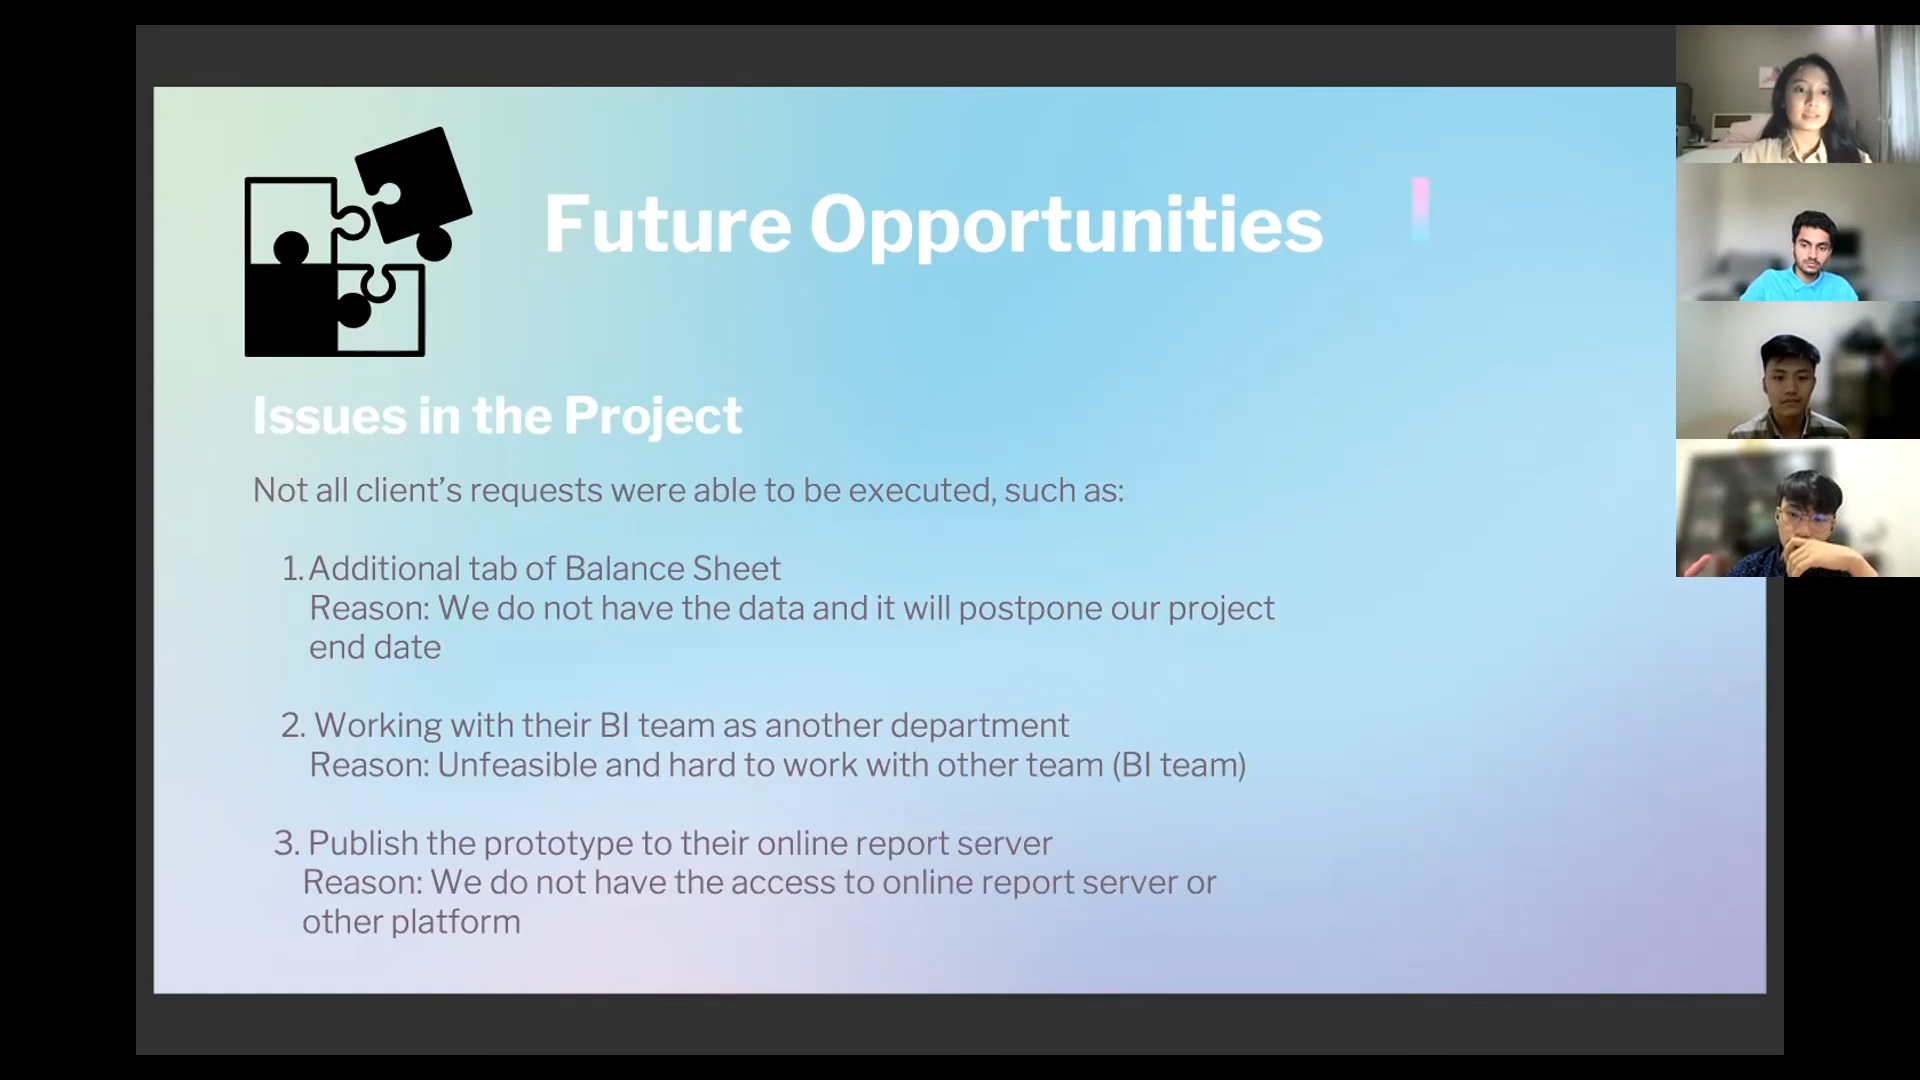 Future Opportunities
Issues in the Project
Not all client's requests were able to be executed, such as:
1. Additional tab of Balance Sheet
Reason: We do not have the data and it will postpone our project
end date
2. Working with their BI team as another department
Reason: Unfeasible and hard to work with other team (BI team)
3. Publish the prototype to their online report server
Reason: We do not have the access to online report server or
other platform